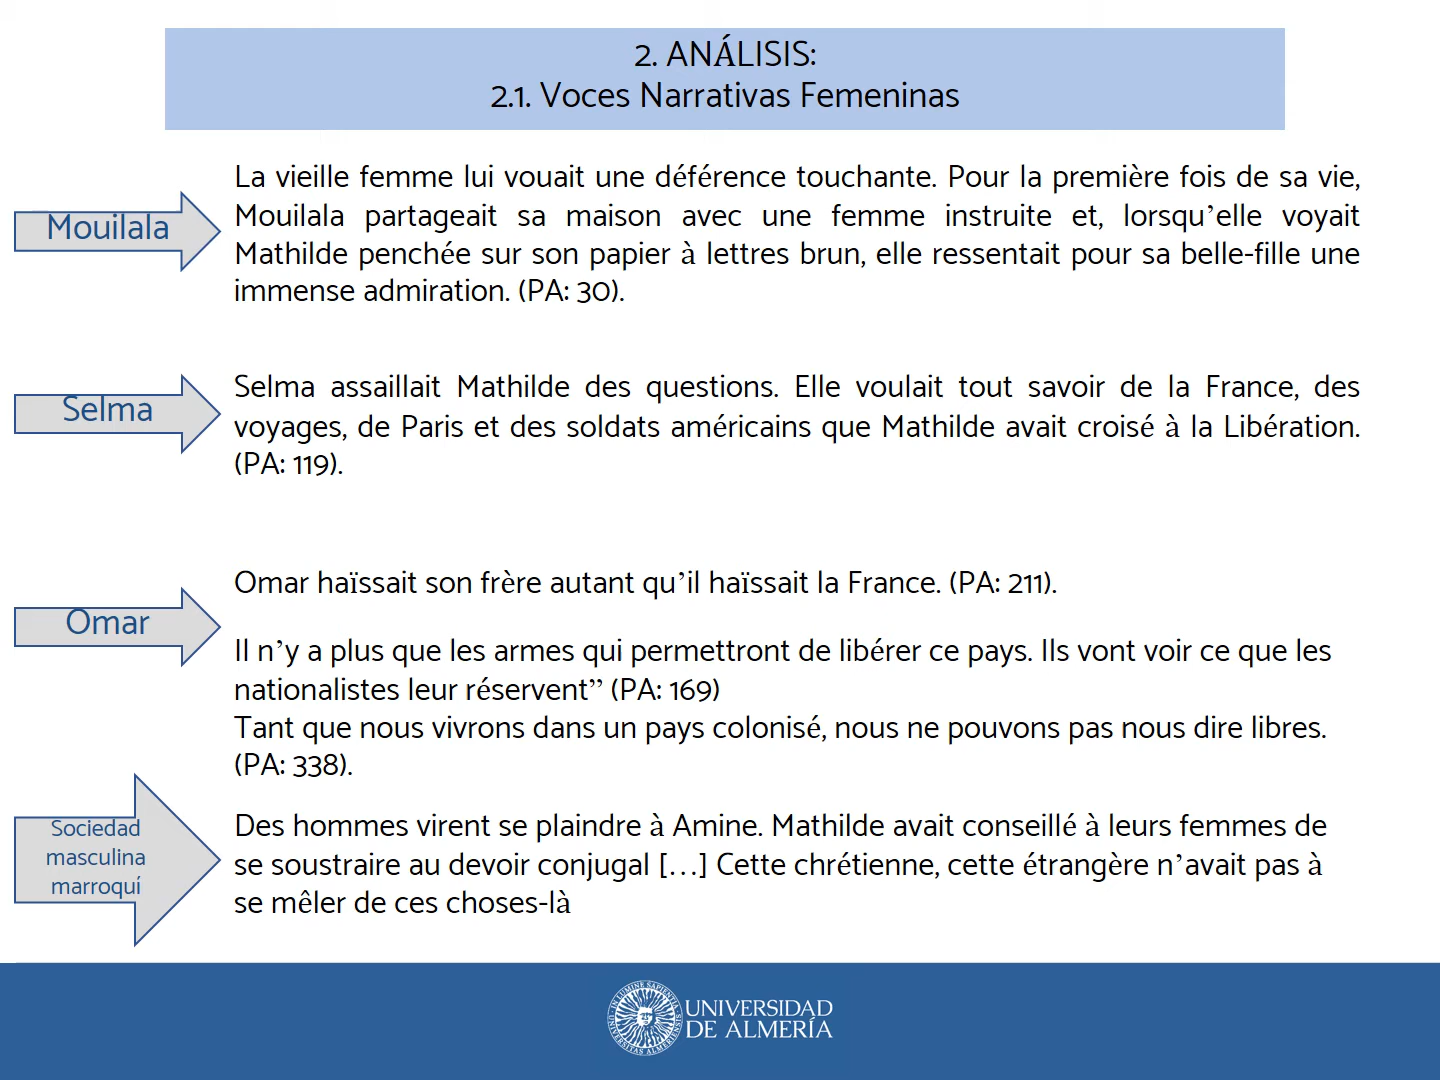 2. ANÁLISIS:
2.1. Voces Narrativas Femeninas
Mouilala
La vieille femme lui vouait une déférence touchante. Pour la première fois de sa vie,
Mouilala partageait sa maison avec une femme instruite et, lorsqu’elle voyait
Mathilde penchée sur son papier à lettres brun, elle ressentait pour sa belle-fille une
immense admiration. (PA: 30).
Selma
Selma assaillait Mathilde des questions. Elle voulait tout savoir de la France, des
voyages, de Paris et des soldats américains que Mathilde avait croisé à la Libération.
(PA: 119).
Omar
Omar haïssait son frère autant qu’il haïssait la France. (PA: 211).
Il n’y a plus que les armes qui permettront de libérer ce pays. Ils vont voir ce que les
nationalistes leur réservent” (PA: 169)
Tant que nous vivrons dans un pays colonisé, nous ne pouvons pas nous dire libres.
(PA: 338).
Sociedad
masculina
marroquí
Des hommes virent se plaindre à Amine. Mathilde avait conseillé à leurs femmes de
se soustraire au devoir conjugal […] Cette chrétienne, cette étrangère n’avait pas à
se mêler de ces choses-là
IN LUMINE SAPIENTIA
UNIVERSITAS ALMERIENSIS
UNIVERSIDAD
DE ALMERÍA